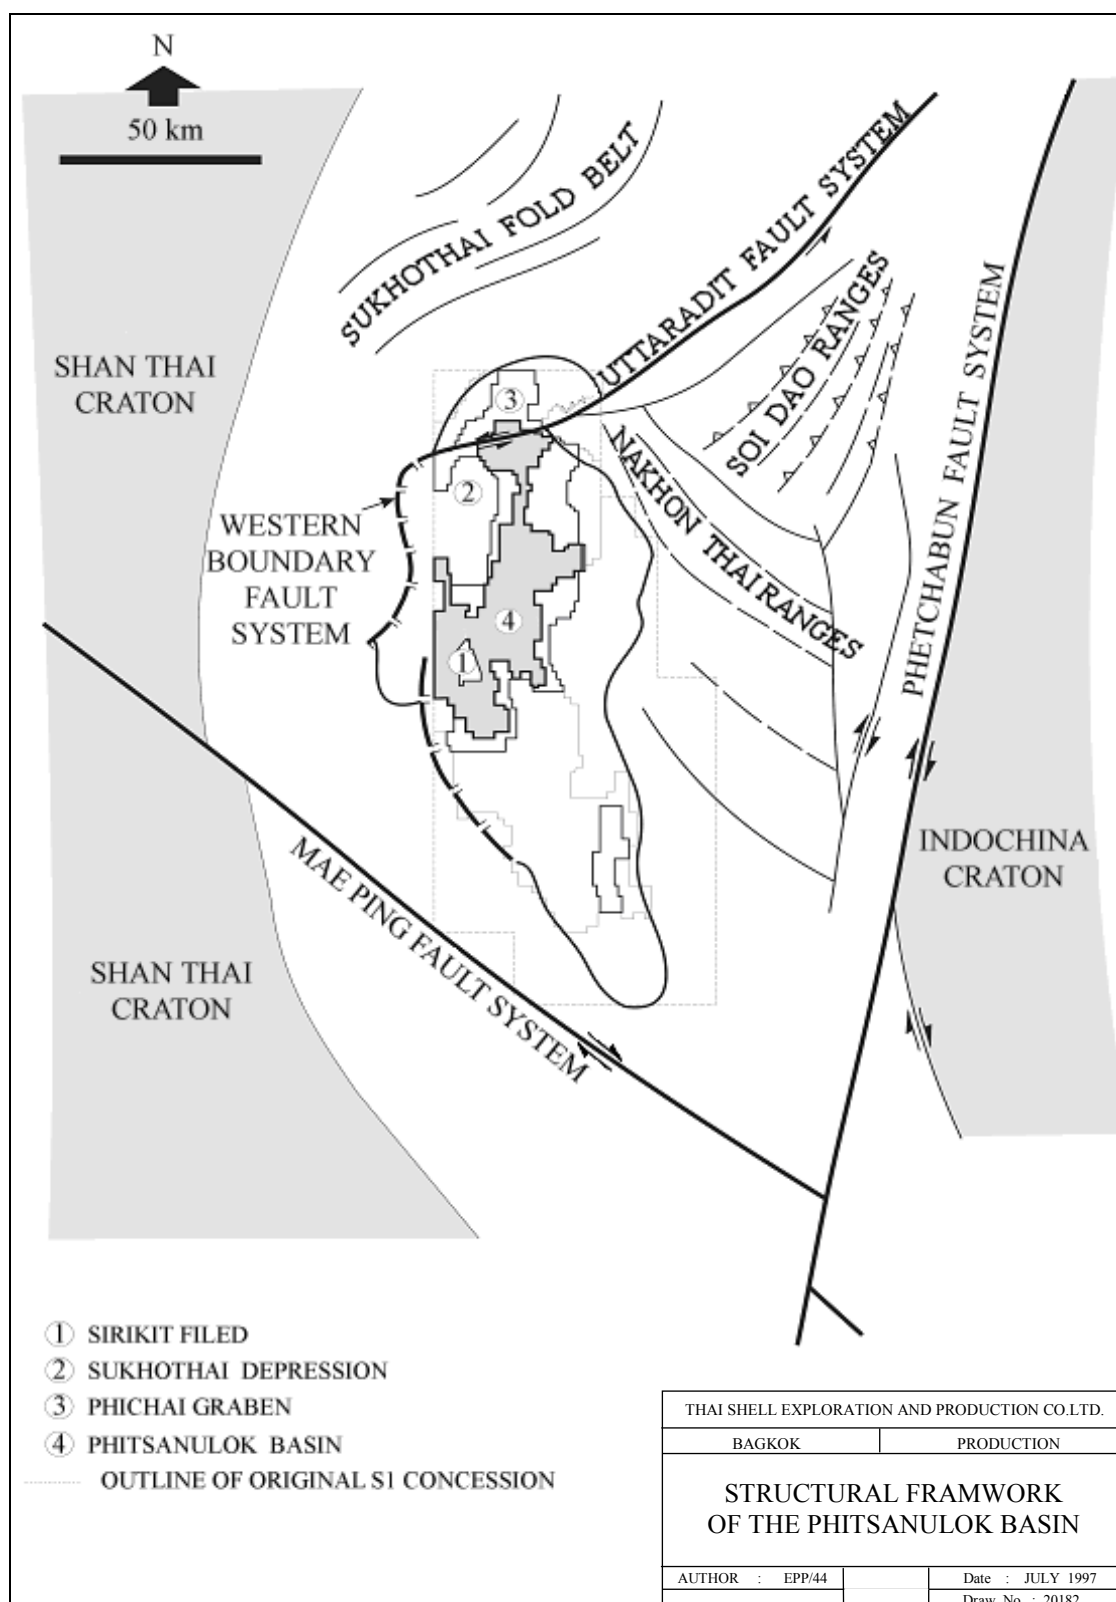 N
50 km
SUKHOTHAI FOLD BELT
UTTARADIT FAULT SYSTEM
SOI DAO RANGES
NAKHON THAI RANGES
PHETCHABUN FAULT SYSTEM
SHAN THAI
CRATON
WESTERN
BOUNDARY
FAULT
SYSTEM
3
2
4
1
MAE PING FAULT SYSTEM
INDOCHINA
CRATON
SHAN THAI
CRATON
1 SIRIKIT FILED
2 SUKHOTHAI DEPRESSION
3 PHICHAI GRABEN
4 PHITSANULOK BASIN
OUTLINE OF ORIGINAL S1 CONCESSION
THAI SHELL EXPLORATION AND PRODUCTION CO.LTD.
BAGKOK PRODUCTION
STRUCTURAL FRAMWORK
OF THE PHITSANULOK BASIN
AUTHOR : EPP/44 Date : JULY 1997
Draw No : 20182